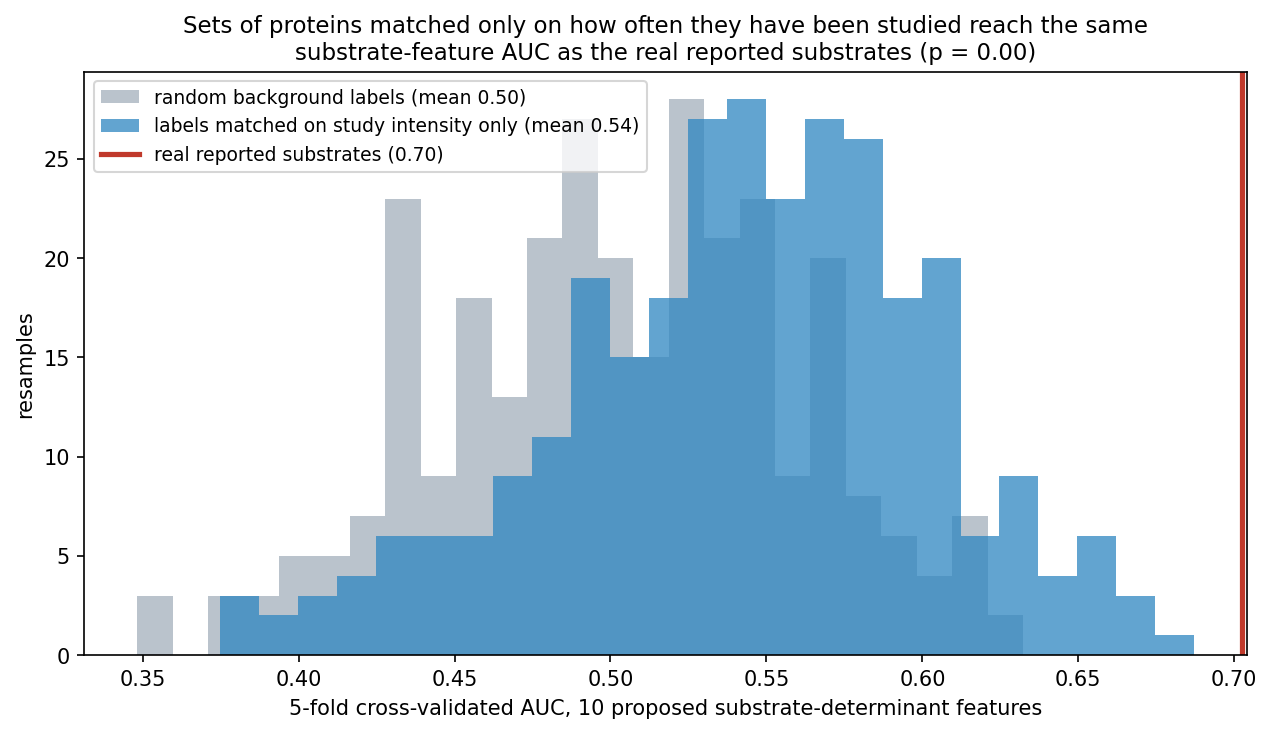 Sets of proteins matched only on how often they have been studied reach the same
substrate-feature AUC as the real reported substrates (p = 0.00)
random background labels (mean 0.50)
labels matched on study intensity only (mean 0.54)
real reported substrates (0.70)
resamples
25
20
15
10
5
0
0.35 0.40 0.45 0.50 0.55 0.60 0.65 0.70
5-fold cross-validated AUC, 10 proposed substrate-determinant features